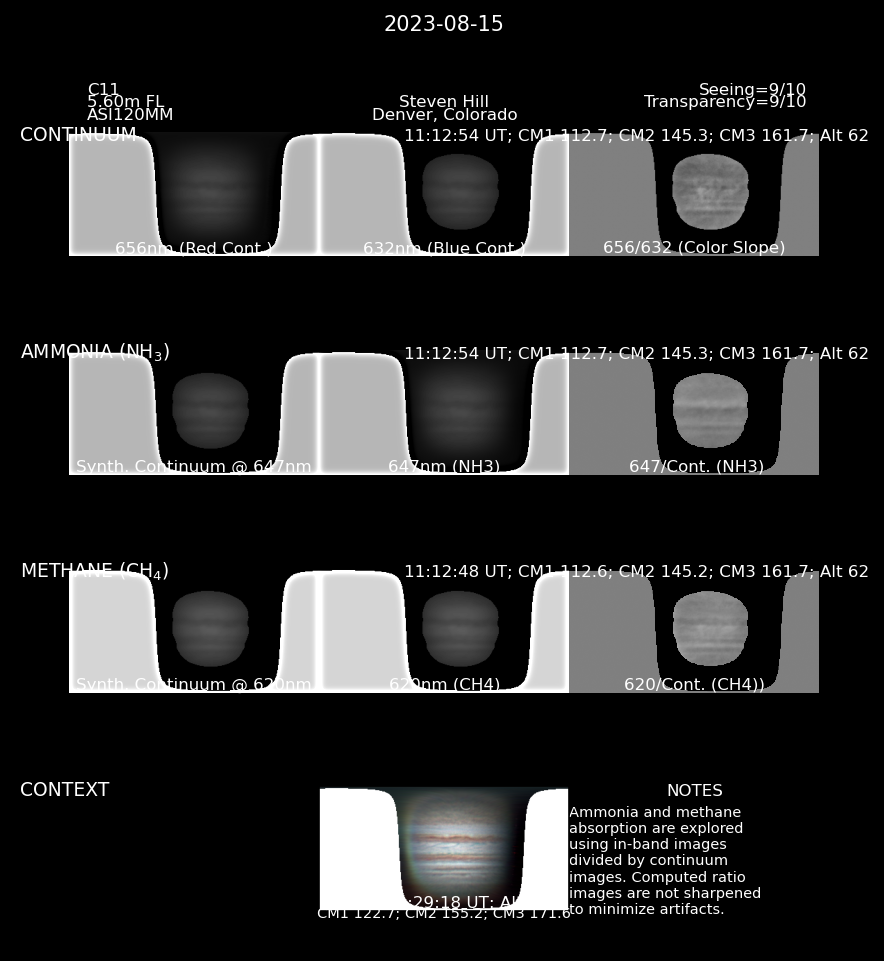 2023-08-15
C11
5.60m FL
ASI120MM
Steven Hill
Denver, Colorado
Seeing=9/10
Transparency=9/10
CONTINUUM
11:12:54 UT; CM1 112.7; CM2 145.3; CM3 161.7; Alt 62
656nm (Red Cont.)
632nm (Blue Cont.)
656/632 (Color Slope)
AMMONIA (NH₃)
11:12:54 UT; CM1 112.7; CM2 145.3; CM3 161.7; Alt 62
Synth. Continuum @ 647nm
647nm (NH3)
647/Cont. (NH3)
METHANE (CH₄)
11:12:48 UT; CM1 112.6; CM2 145.2; CM3 161.7; Alt 62
Synth. Continuum @ 620nm
620nm (CH4)
620/Cont. (CH4))
CONTEXT
:29:18 UT;
CM1 122.7; CM2 155.2; CM3 171.6
NOTES
Ammonia and methane
absorption are explored
using in-band images
divided by continuum
images. Computed ratio
images are not sharpened
to minimize artifacts.